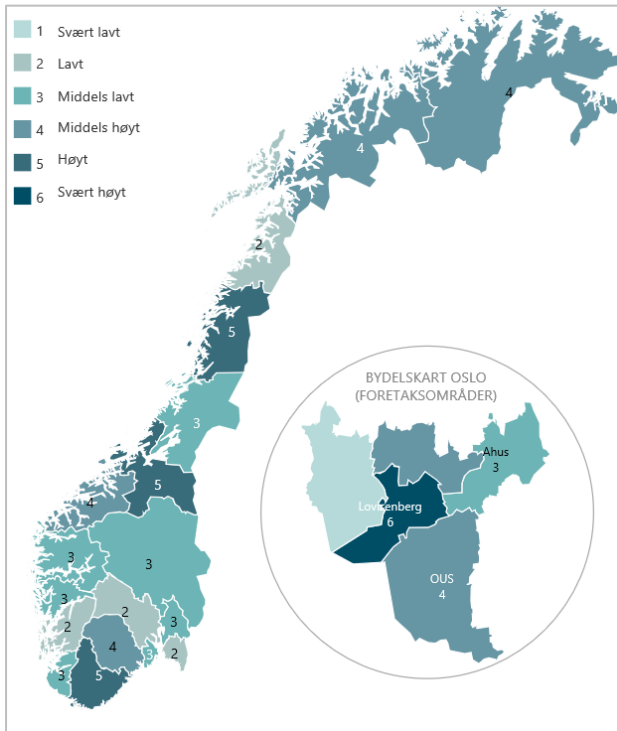 1 Svært lavt
2 Lavt
3 Middels lavt
4 Middels høyt
5 Høyt
6 Svært høyt
4
4
2
5
3
BYDELSKART OSLO
(FORETAKSOMRÅDER)
Ahus
3
5
4
Lovisenberg
6
3
3
OUS
4
3
2
2
3
4
3
2
3
5